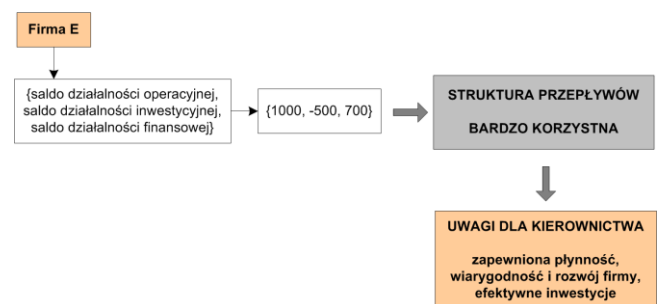 Firma E
{saldo działalności operacyjnej,
saldo działalności inwestycyjnej,
saldo działalności finansowej}
{1000, -500, 700}
STRUKTURA PRZEPŁYWÓW
BARDZO KORZYSTNA
UWAGI DLA KIEROWNICTWA
zapewniona płynność,
wiarygodność i rozwój firmy,
efektywne inwestycje